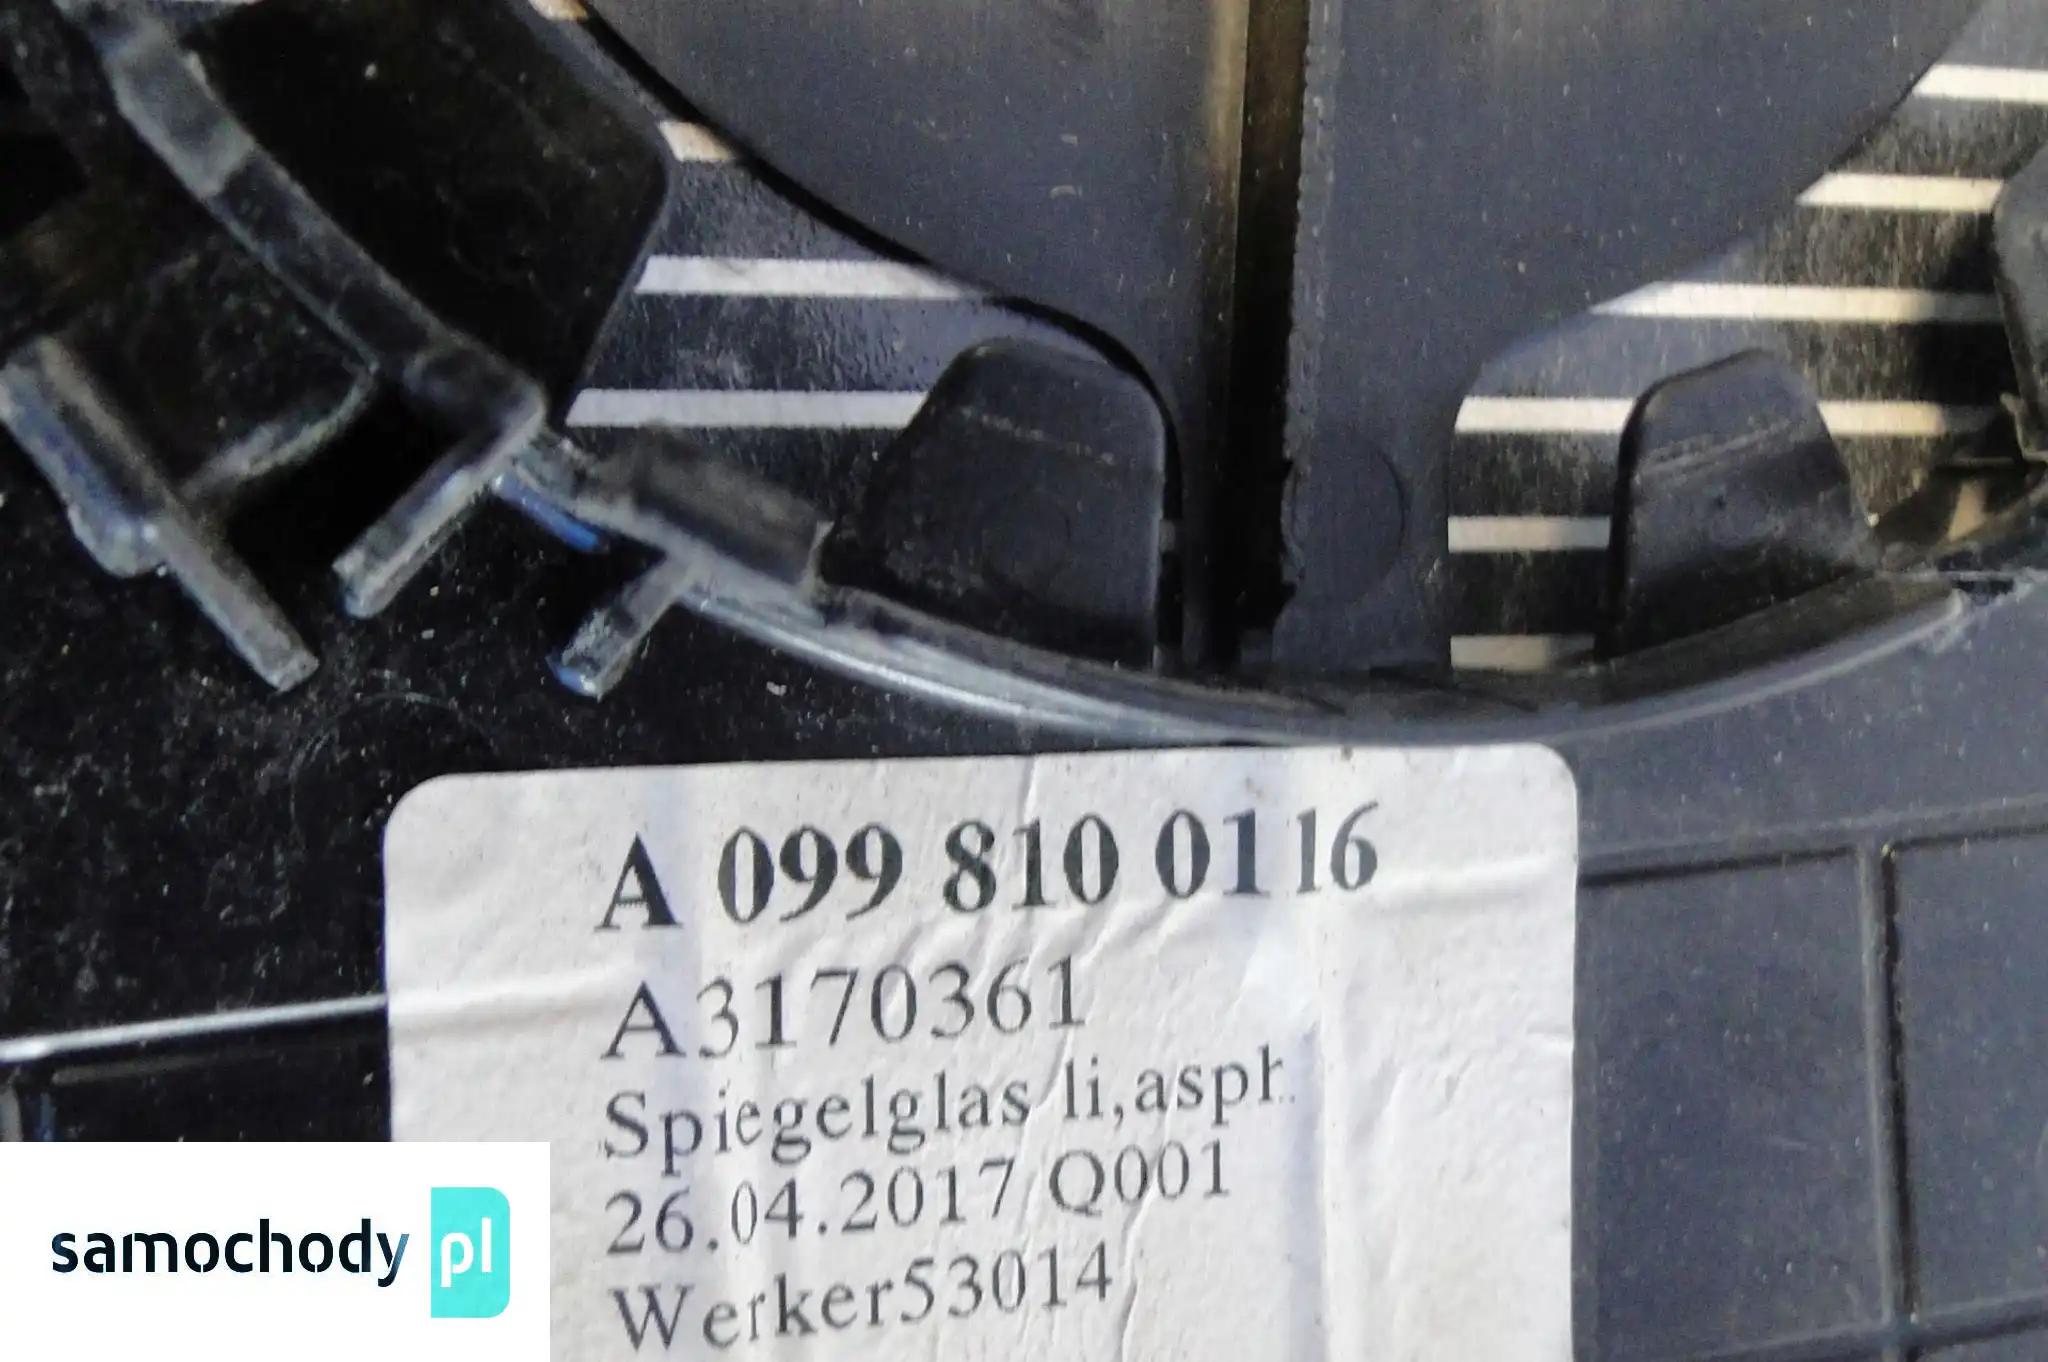 A 099 810 0116
A3170361
Spiegelglas li,asph.
26.04.2017 Q001
Werker53014
samochody pl